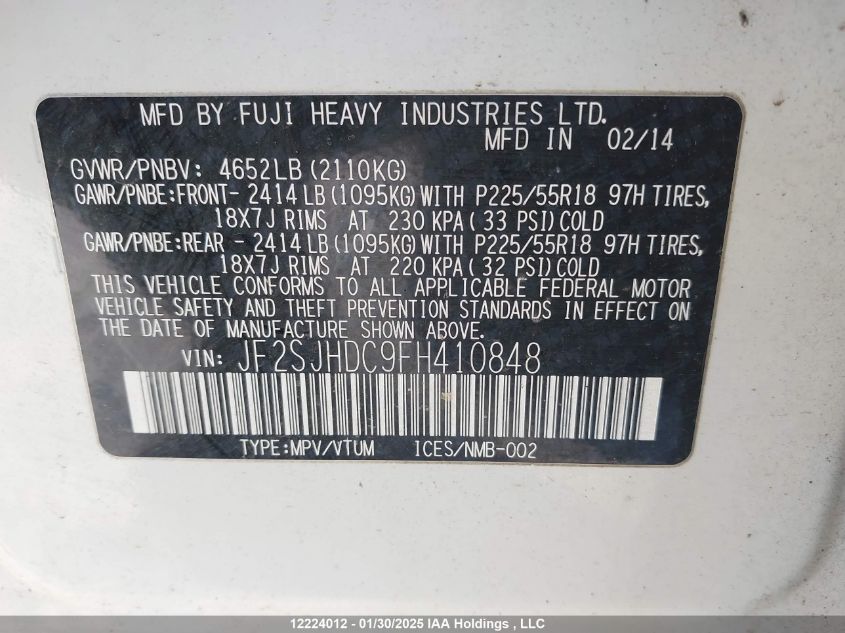 MFD BY FUJI HEAVY INDUSTRIES LTD.
MFD IN 02/14
GVWR/PNBV: 4652LB (2110KG)
GAWR/PNBE:FRONT- 2414 LB (1095KG) WITH P225/55R18 97H TIRES,
18X7J RIMS AT 230 KPA ( 33 PSI) COLD
GAWR/PNBE:REAR - 2414 LB (1095KG) WITH P225/55R18 97H TIRES,
18X7J RIMS AT 220 KPA ( 32 PSI) COLD
THIS VEHICLE CONFORMS TO ALL APPLICABLE FEDERAL MOTOR
VEHICLE SAFETY AND THEFT PREVENTION STANDARDS IN EFFECT ON
THE DATE OF MANUFACTURE SHOWN ABOVE.
VIN: JF2SJHDC9FH410848
TYPE:MPV/VTUM ICES/NMB-002
12224012 - 01/30/2025 IAA Holdings , LLC